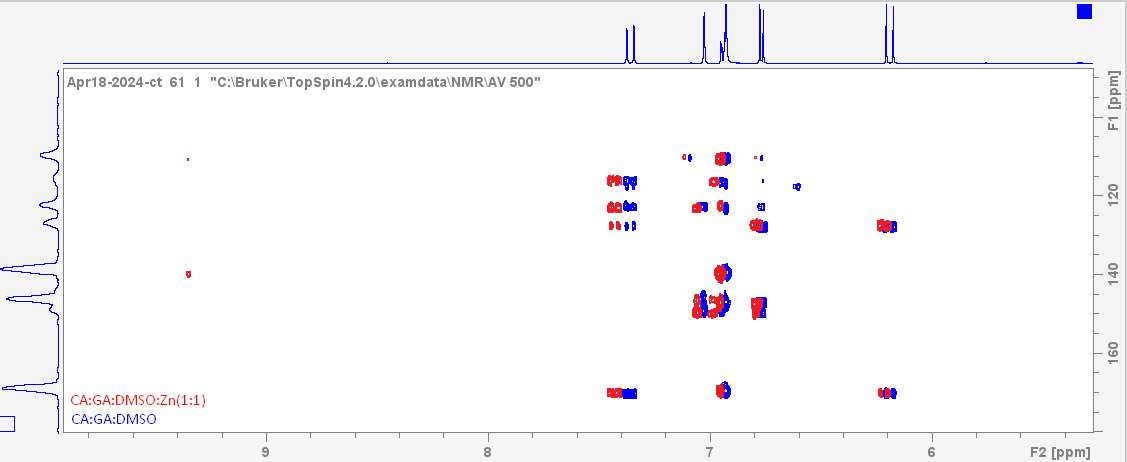 Apr18-2024-ct 61 1 "C:\Bruker\TopSpin4.2.0\examdata\NMR\AV 500"
F1 [ppm]
120
140
160
CA:GA:DMSO:Zn(1:1)
CA:GA:DMSO
9 8 7 6 F2 [ppm]